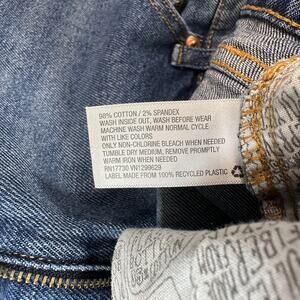 98% COTTON / 2% SPANDEX
WASH INSIDE OUT, WASH BEFORE WEAR
MACHINE WASH WARM NORMAL CYCLE
WITH LIKE COLORS
ONLY NON-CHLORINE BLEACH WHEN NEEDED
TUMBLE DRY MEDIUM, REMOVE PROMPTLY
WARM IRON WHEN NEEDED
RN17730 VN1299629
LABEL MADE FROM 100% RECYCLED PLASTIC